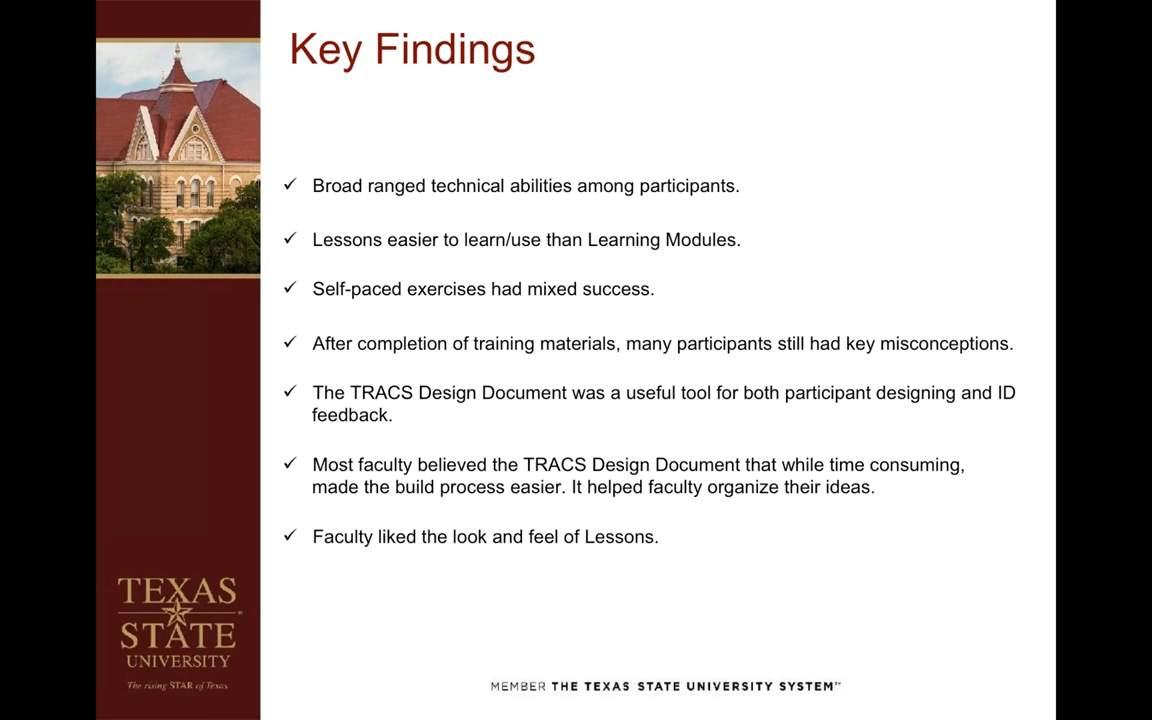 Key Findings
✓ Broad ranged technical abilities among participants.
✓ Lessons easier to learn/use than Learning Modules.
✓ Self-paced exercises had mixed success.
✓ After completion of training materials, many participants still had key misconceptions.
✓ The TRACS Design Document was a useful tool for both participant designing and ID
feedback.
✓ Most faculty believed the TRACS Design Document that while time consuming,
made the build process easier. It helped faculty organize their ideas.
✓ Faculty liked the look and feel of Lessons.
TEXAS
STATE
®
UNIVERSITY
The rising STAR of Texas
MEMBER THE TEXAS STATE UNIVERSITY SYSTEM™